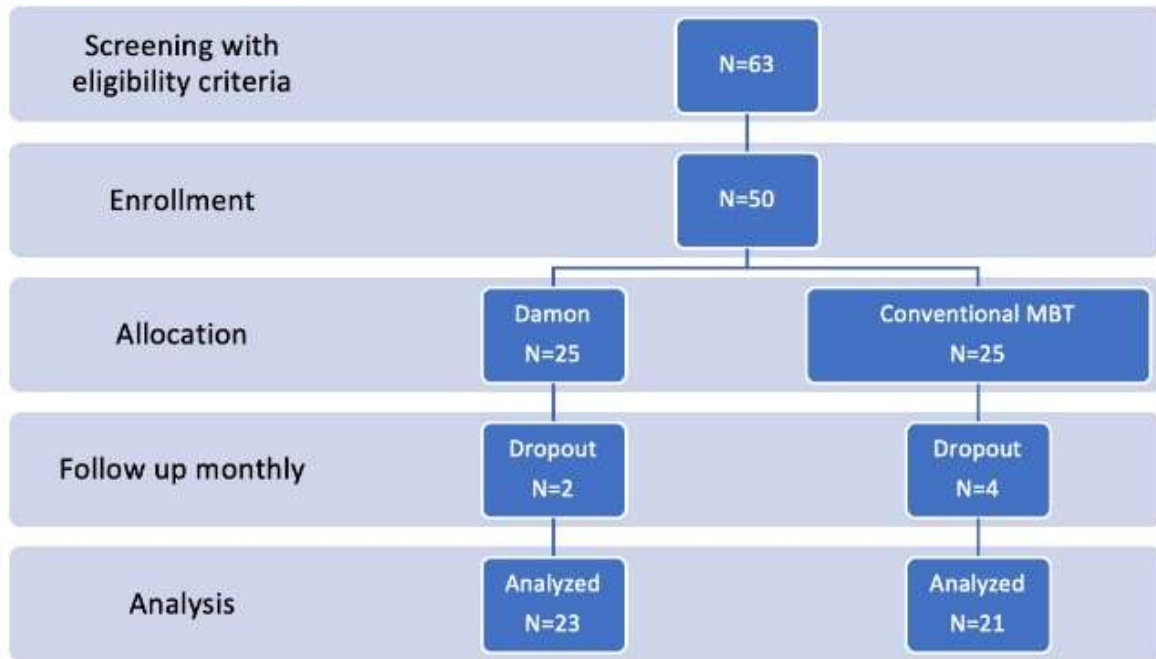 Screening with
eligibility criteria
N=63
Enrollment
N=50
Allocation
Damon
N=25
Conventional MBT
N=25
Follow up monthly
Dropout
N=2
Dropout
N=4
Analysis
Analyzed
N=23
Analyzed
N=21